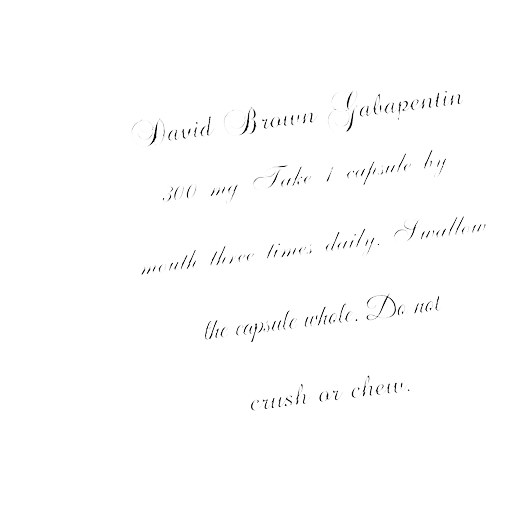 David Brown Gabapentin
300 mg Take 1 capsule by
mouth three times daily. Swallow
the capsule whole. Do not
crush or chew.